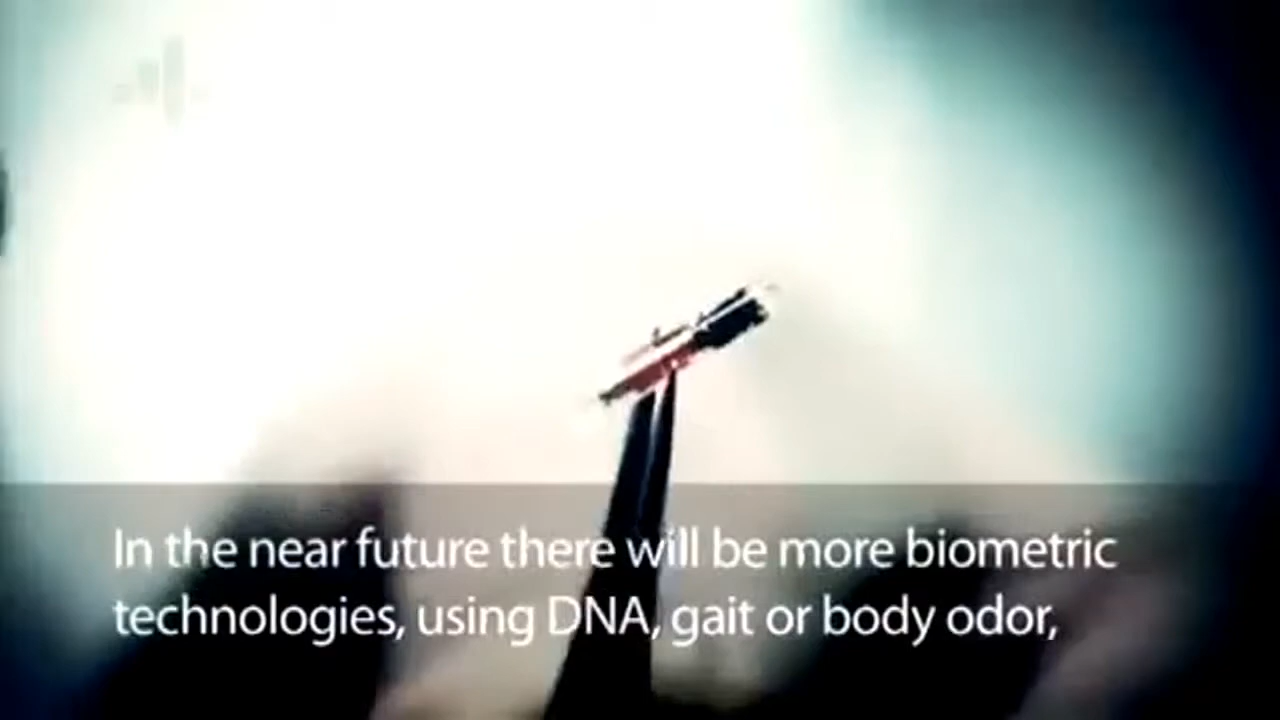 In the near future there will be more biometric
technologies, using DNA, gait or body odor,